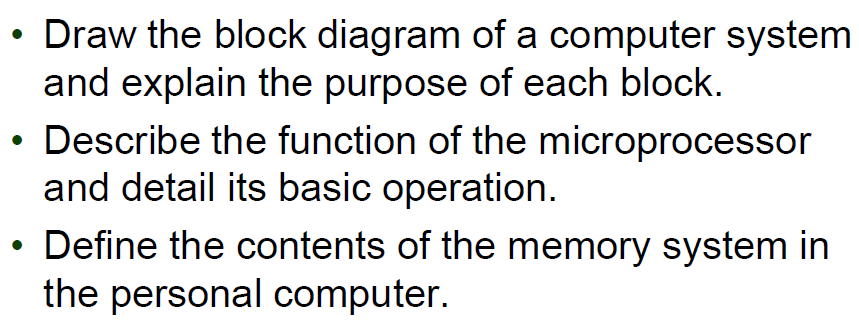 • Draw the block diagram of a computer system
and explain the purpose of each block.
• Describe the function of the microprocessor
and detail its basic operation.
• Define the contents of the memory system in
the personal computer.